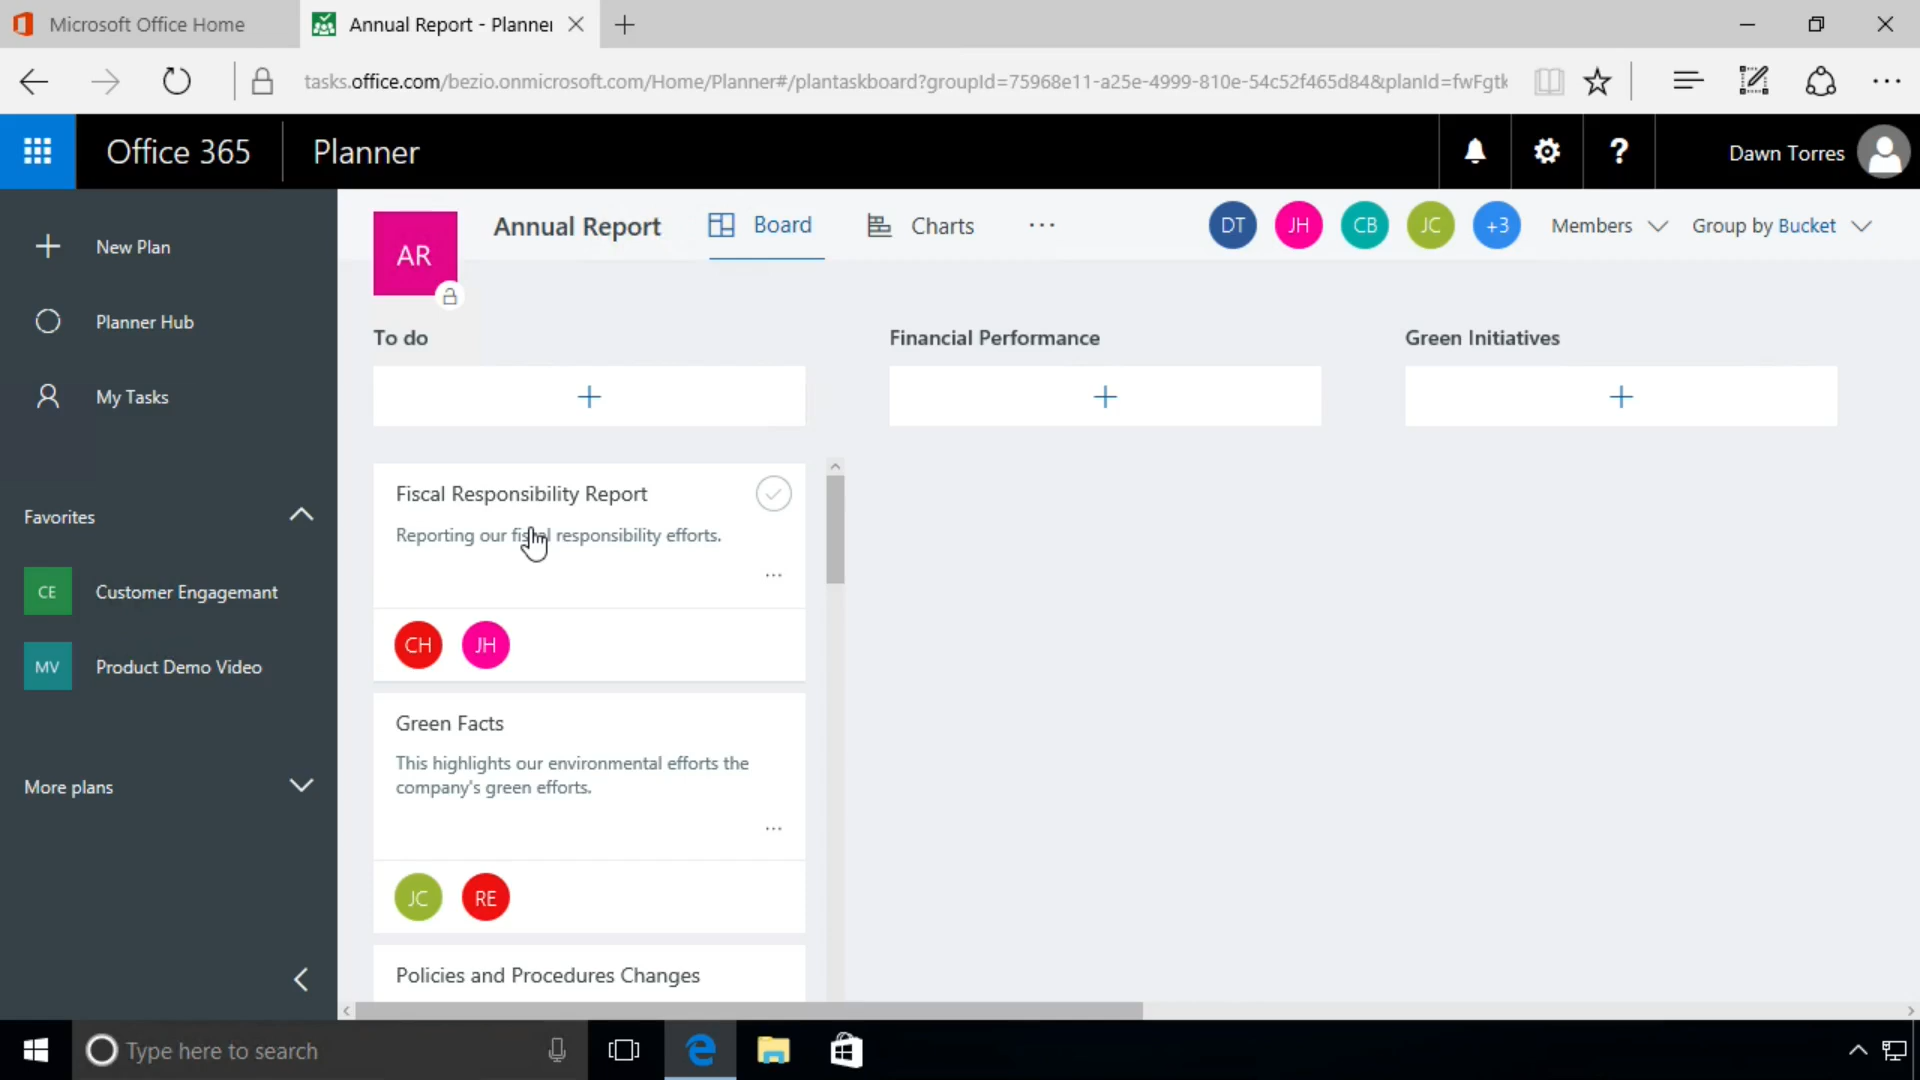 Microsoft Office Home
Annual Report - Planner
tasks.office.com/bezio.onmicrosoft.com/Home/Planner#/plantaskboard?groupId=75968e11-a25e-4999-810e-54c52f465d84&planId=fwFgtk
Office 365
Planner
Dawn Torres
New Plan
Planner Hub
My Tasks
Favorites
CE
Customer Engagemant
MV
Product Demo Video
More plans
AR
Annual Report
Board
Charts
DT
JH
CB
JC
+3
Members
Group by Bucket
To do
Financial Performance
Green Initiatives
Fiscal Responsibility Report
Reporting our fiscal responsibility efforts.
CH
JH
Green Facts
This highlights our environmental efforts the
company's green efforts.
JC
RE
Policies and Procedures Changes
Type here to search